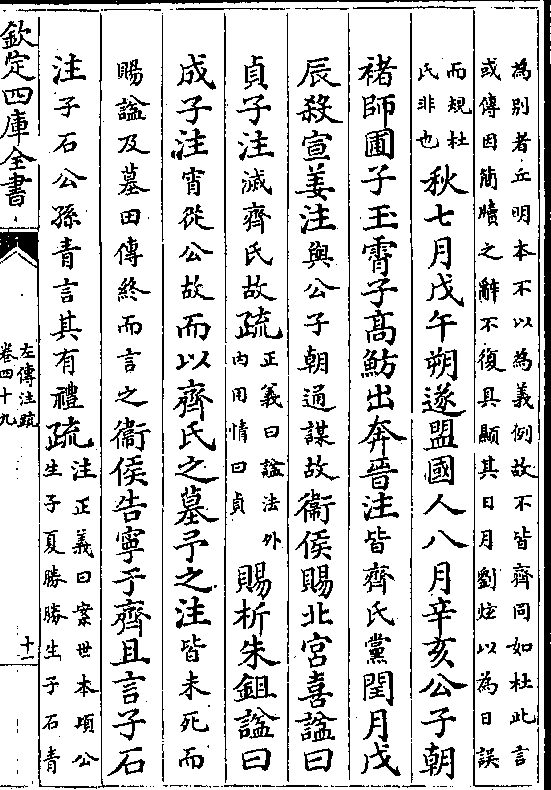 為別者丘明本不以為義例故不皆齊同如杜此言
或傳因簡牘之辭不復具顯其日月劉炫以為日誤
而規杜
氏非也
秋七月戊午朔遂盟國人八月辛亥公子朝
褚師圃子玉霄子高魴出奔晉注皆齊氏黨閏月戊
辰殺宣姜注與公子朝通謀故衞侯賜北宮喜謚曰
貞子注滅齊氏故疏
正義曰謚法外
内用情曰貞
賜析朱鉏謚曰
成子注宵從公故而以齊氏之墓予之注皆未死而
賜謚及墓田傳終而言之衞侯告寧于齊且言子石
注子石公孫青言其有禮疏
注正義曰案世本頃公
生子夏勝勝生子石青
欽定四庫全書
左傳注疏
卷四十九
十一